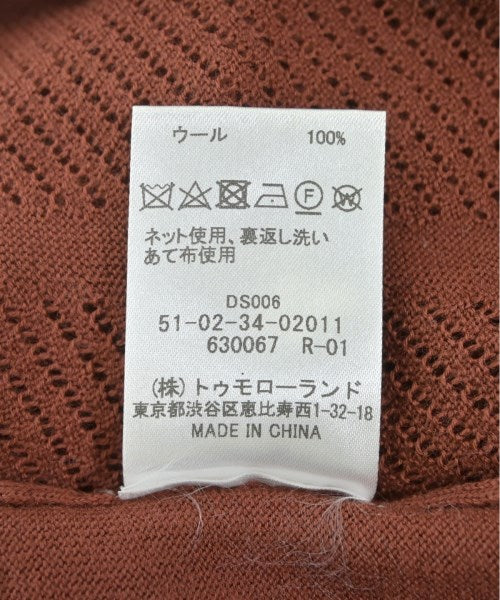 ウール 100%
F W
ネット使用、裏返し洗い
あて布使用
DS006
51-02-34-02011
630067 R-01
(株)トゥモローランド
東京都渋谷区恵比寿西1-32-18
MADE IN CHINA